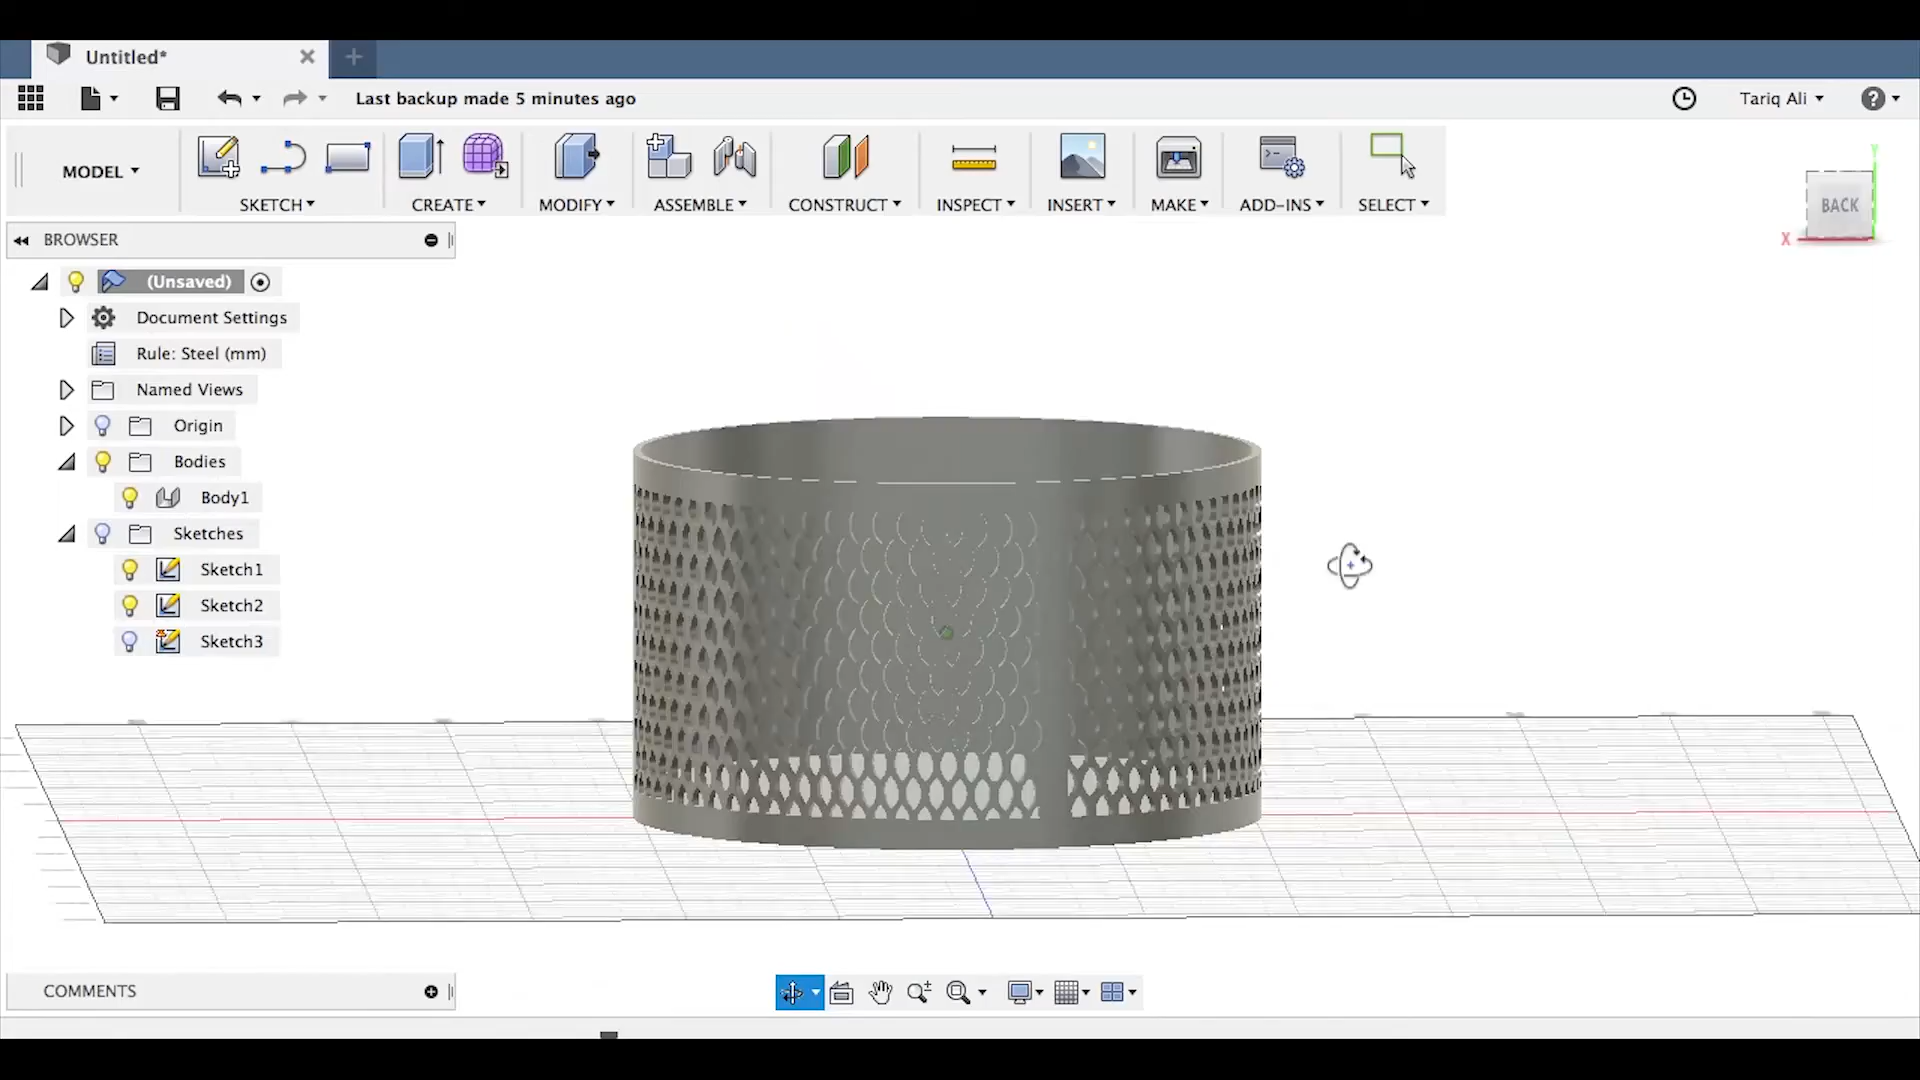 Untitled*
Last backup made 5 minutes ago
Tariq Ali
MODEL
SKETCH
CREATE
MODIFY
ASSEMBLE
CONSTRUCT
INSPECT
INSERT
MAKE
ADD-INS
SELECT
Y
BACK
X
BROWSER
(Unsaved)
Document Settings
Rule: Steel (mm)
Named Views
Origin
Bodies
Body1
Sketches
Sketch1
Sketch2
Sketch3
COMMENTS